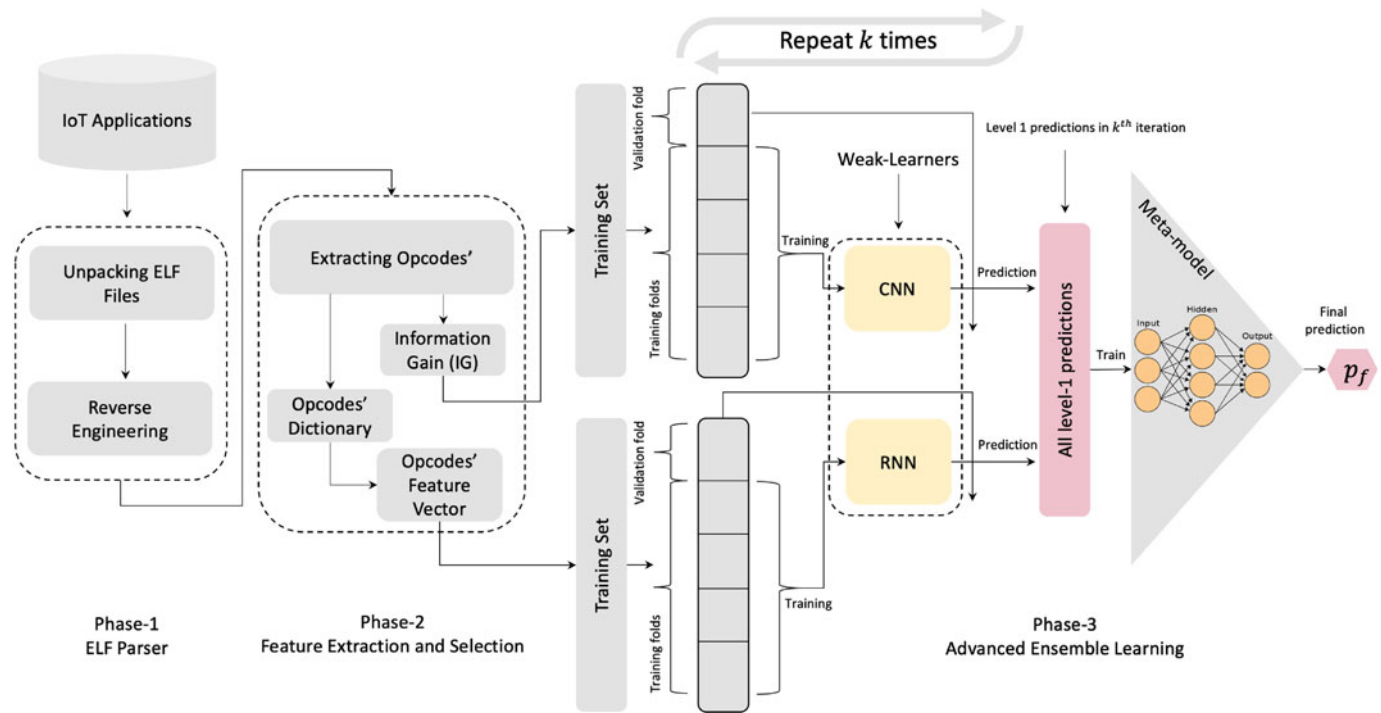 Repeat k times
IoT Applications
Unpacking ELF
Files
Reverse
Engineering
Phase-1
ELF Parser
Extracting Opcodes’
Information
Gain (IG)
Opcodes’
Dictionary
Opcodes’
Feature
Vector
Phase-2
Feature Extraction and Selection
Training Set
Validation fold
Training folds
Training
Training Set
Validation fold
Training folds
Training
Weak-Learners
CNN
Prediction
RNN
Prediction
Level 1 predictions in kᵗʰ iteration
All level-1 predictions
Train
Meta-model
Input
Hidden
Output
Final
prediction
p_f
Phase-3
Advanced Ensemble Learning